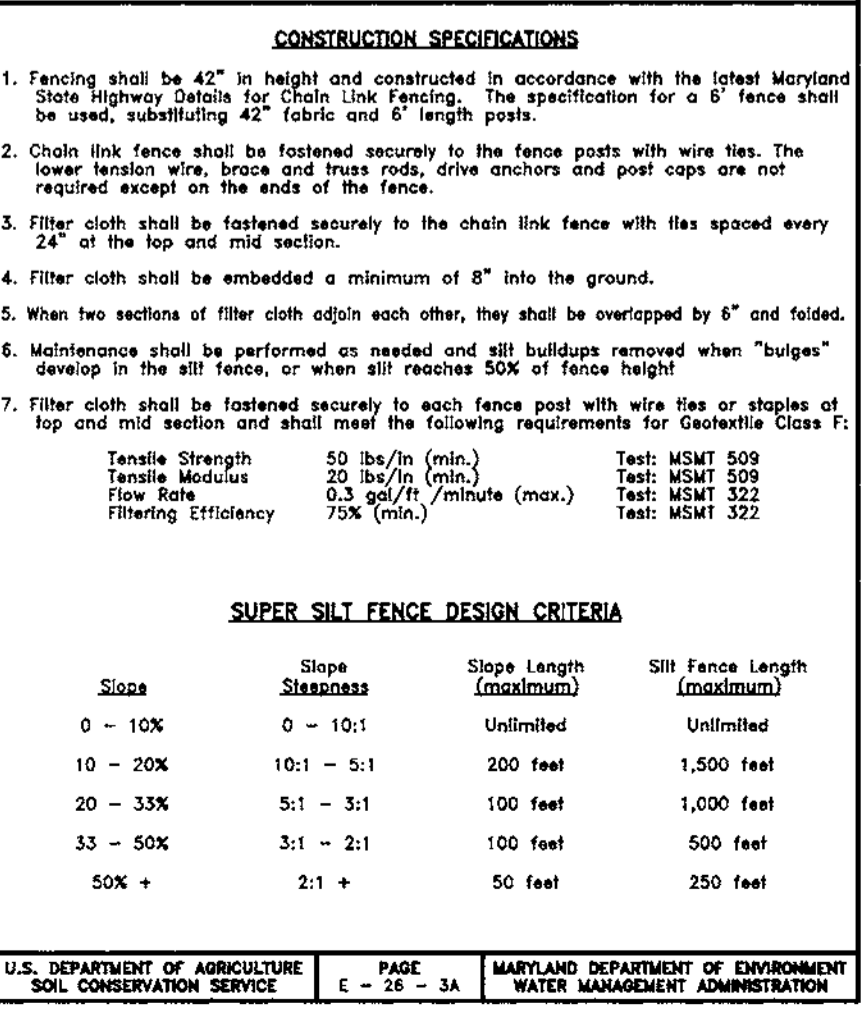 CONSTRUCTION SPECIFICATIONS
1. Fencing shall be 42" in height and constructed in accordance with the latest Maryland
State Highway Details for Chain Link Fencing. The specification for a 6' fence shall
be used, substituting 42" fabric and 6' length posts.
2. Chain link fence shall be fastened securely to the fence posts with wire ties. The
lower tension wire, brace and truss rods, drive anchors and post caps are not
required except on the ends of the fence.
3. Filter cloth shall be fastened securely to the chain link fence with ties spaced every
24" at the top and mid section.
4. Filter cloth shall be embedded a minimum of 8" into the ground.
5. When two sections of filter cloth adjoin each other, they shall be overlapped by 6" and folded.
6. Maintenance shall be performed as needed and silt buildups removed when "bulges"
develop in the silt fence, or when silt reaches 50% of fence height
7. Filter cloth shall be fastened securely to each fence post with wire ties or staples at
top and mid section and shall meet the following requirements for Geotextile Class F:
Tensile Strength 50 lbs/in (min.) Test: MSMT 509
Tensile Modulus 20 lbs/in (min.) Test: MSMT 509
Flow Rate 0.3 gal/ft /minute (max.) Test: MSMT 322
Filtering Efficiency 75% (min.) Test: MSMT 322
SUPER SILT FENCE DESIGN CRITERIA
Slope Slope Length Silt Fence Length
Slope Steepness (maximum) (maximum)
0 - 10% 0 - 10:1 Unlimited Unlimited
10 - 20% 10:1 - 5:1 200 feet 1,500 feet
20 - 33% 5:1 - 3:1 100 feet 1,000 feet
33 - 50% 3:1 - 2:1 100 feet 500 feet
50% + 2:1 + 50 feet 250 feet
U.S. DEPARTMENT OF AGRICULTURE PAGE MARYLAND DEPARTMENT OF ENVIRONMENT
SOIL CONSERVATION SERVICE E - 26 - 3A WATER MANAGEMENT ADMINISTRATION